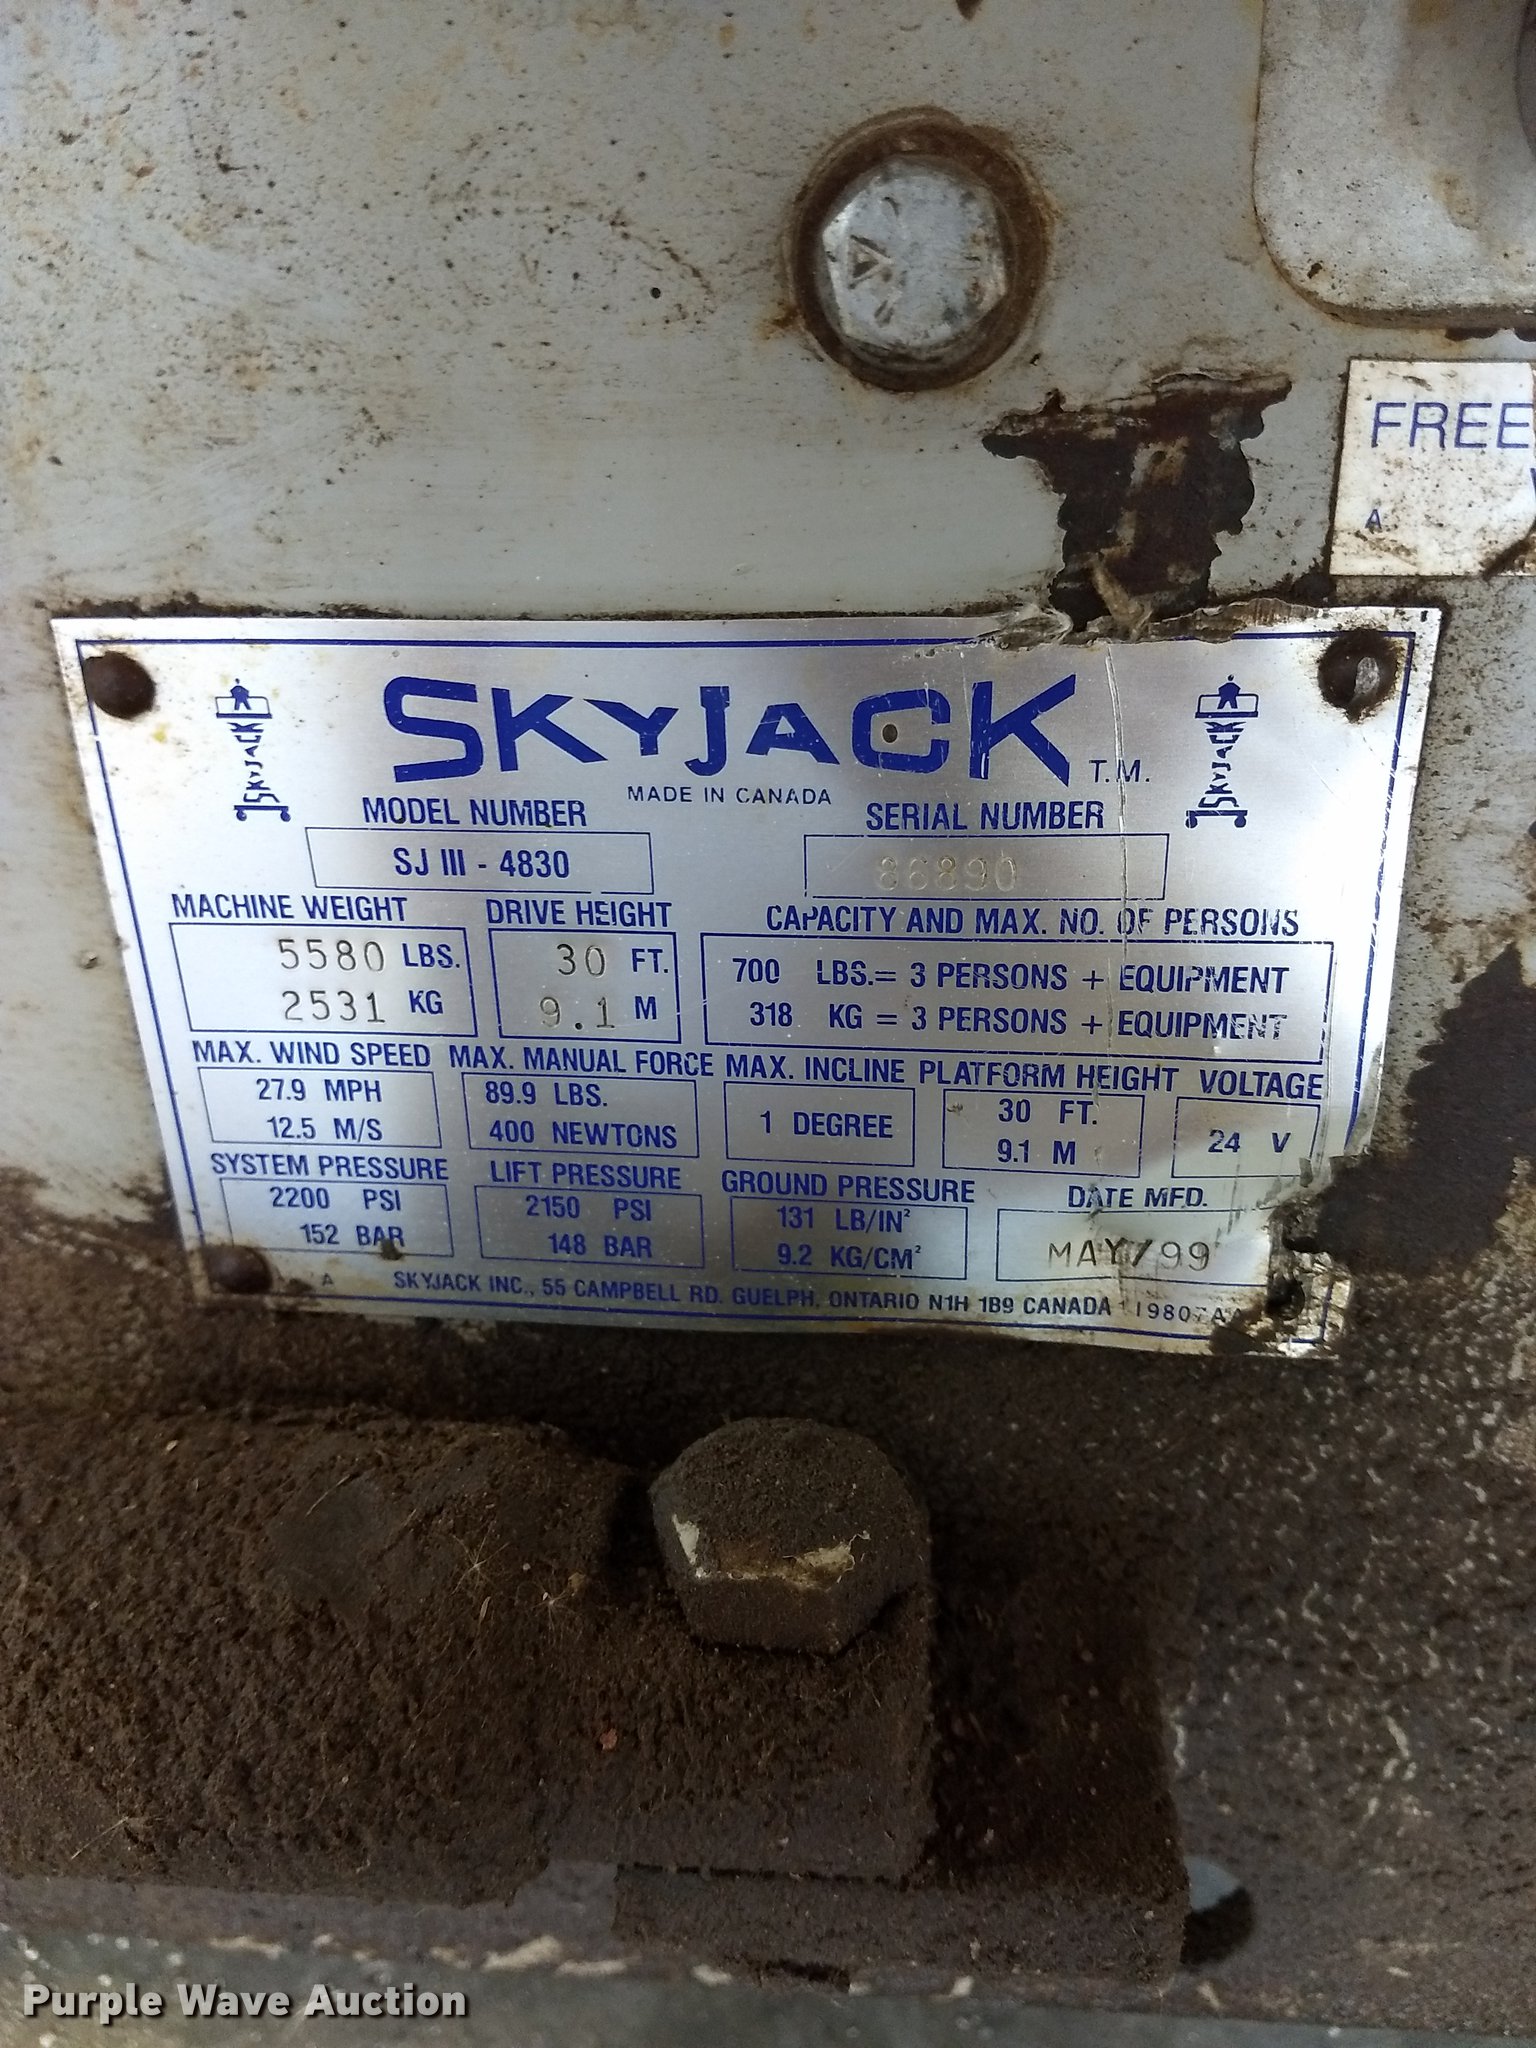 FREE
A
SKYJACK T.M.
SKYJACK
SKYJACK
MADE IN CANADA
MODEL NUMBER
SJ III - 4830
SERIAL NUMBER
86890
MACHINE WEIGHT
5580 LBS.
2531 KG
DRIVE HEIGHT
30 FT.
9.1 M
CAPACITY AND MAX. NO. OF PERSONS
700 LBS.= 3 PERSONS + EQUIPMENT
318 KG = 3 PERSONS + EQUIPMENT
MAX. WIND SPEED
27.9 MPH
12.5 M/S
MAX. MANUAL FORCE
89.9 LBS.
400 NEWTONS
MAX. INCLINE
1 DEGREE
PLATFORM HEIGHT
30 FT.
9.1 M
VOLTAGE
24 V
SYSTEM PRESSURE
2200 PSI
152 BAR
LIFT PRESSURE
2150 PSI
148 BAR
GROUND PRESSURE
131 LB/IN²
9.2 KG/CM²
DATE MFD.
MAY/99
A
SKYJACK INC., 55 CAMPBELL RD. GUELPH, ONTARIO N1H 1B9 CANADA
Purple Wave Auction